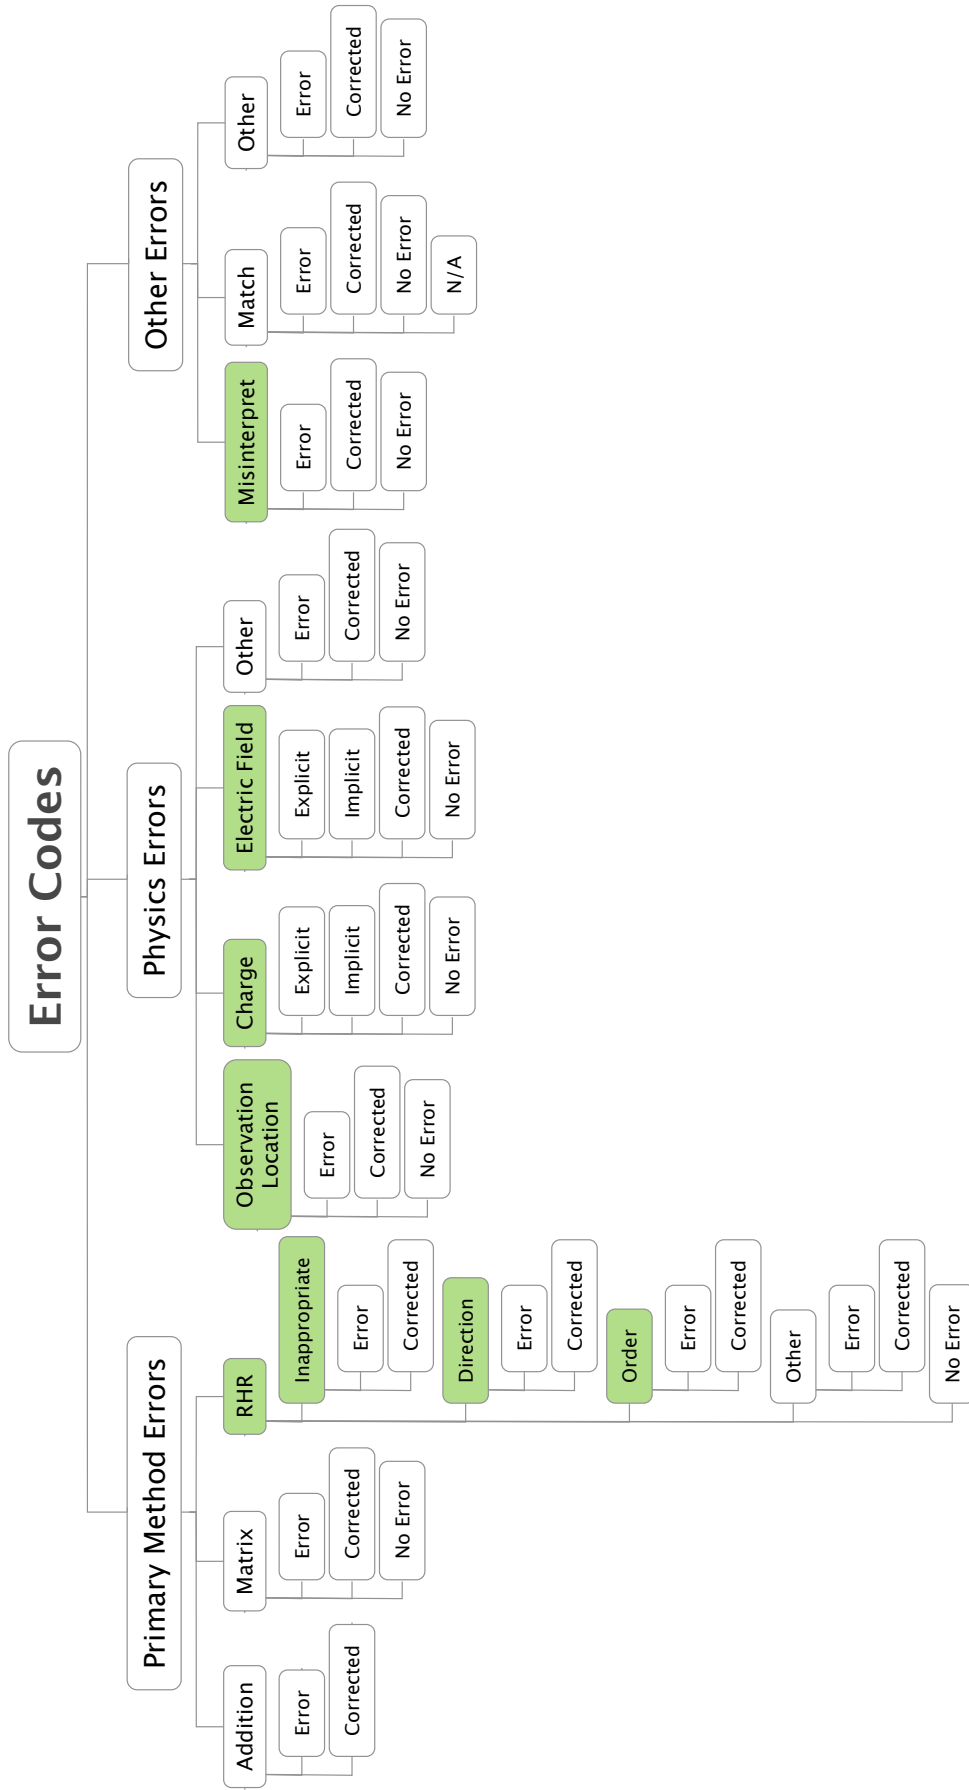 Error Codes
Primary Method Errors
Addition
Error
Corrected
Matrix
Error
Corrected
No Error
RHR
Inappropriate
Error
Corrected
Direction
Error
Corrected
Order
Error
Corrected
Other
Error
Corrected
No Error
Physics Errors
Observation
Location
Error
Corrected
No Error
Charge
Explicit
Implicit
Corrected
No Error
Electric Field
Explicit
Implicit
Corrected
No Error
Other
Error
Corrected
No Error
Other Errors
Misinterpret
Error
Corrected
No Error
Match
Error
Corrected
No Error
N/A
Other
Error
Corrected
No Error